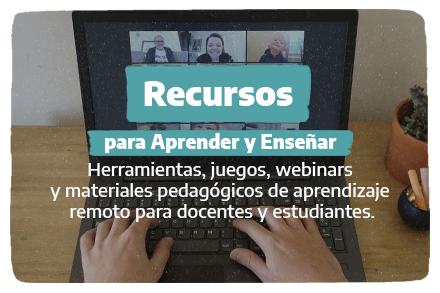 Recursos
para Aprender y Enseñar
Herramientas, juegos, webinars
y materiales pedagógicos de aprendizaje
remoto para docentes y estudiantes.